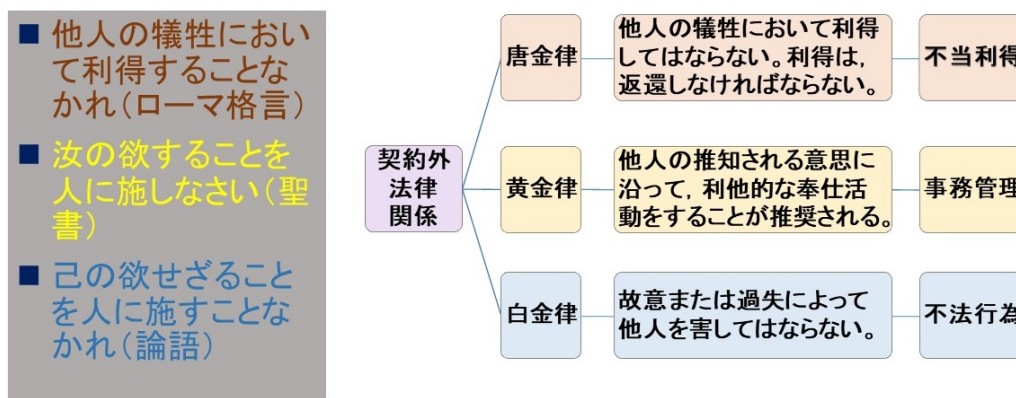 ■ 他人の犠牲におい
て利得することな
かれ(ローマ格言)
■ 汝の欲することを
人に施しなさい(聖
書)
■ 己の欲せざること
を人に施すことな
かれ(論語)
契約外
法律
関係
唐金律
他人の犠牲において利得
してはならない。利得は,
返還しなければならない。
不当利得
黄金律
他人の推知される意思に
沿って,利他的な奉仕活
動をすることが推奨される。
事務管理
白金律
故意または過失によって
他人を害してはならない。
不法行為